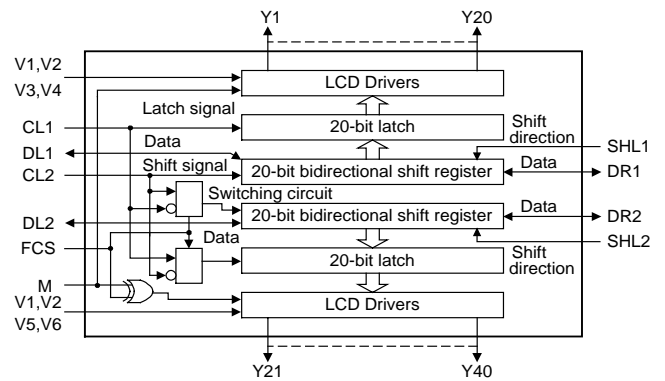 Y1
Y20
V1,V2
V3,V4
LCD Drivers
Latch signal
CL1
20-bit latch
Shift
direction
SHL1
Data
DL1
Shift signal
CL2
20-bit bidirectional shift register
Data
DR1
Switching circuit
20-bit bidirectional shift register
Data
DR2
DL2
Data
SHL2
FCS
20-bit latch
Shift
direction
M
V1,V2
V5,V6
LCD Drivers
Y21
Y40